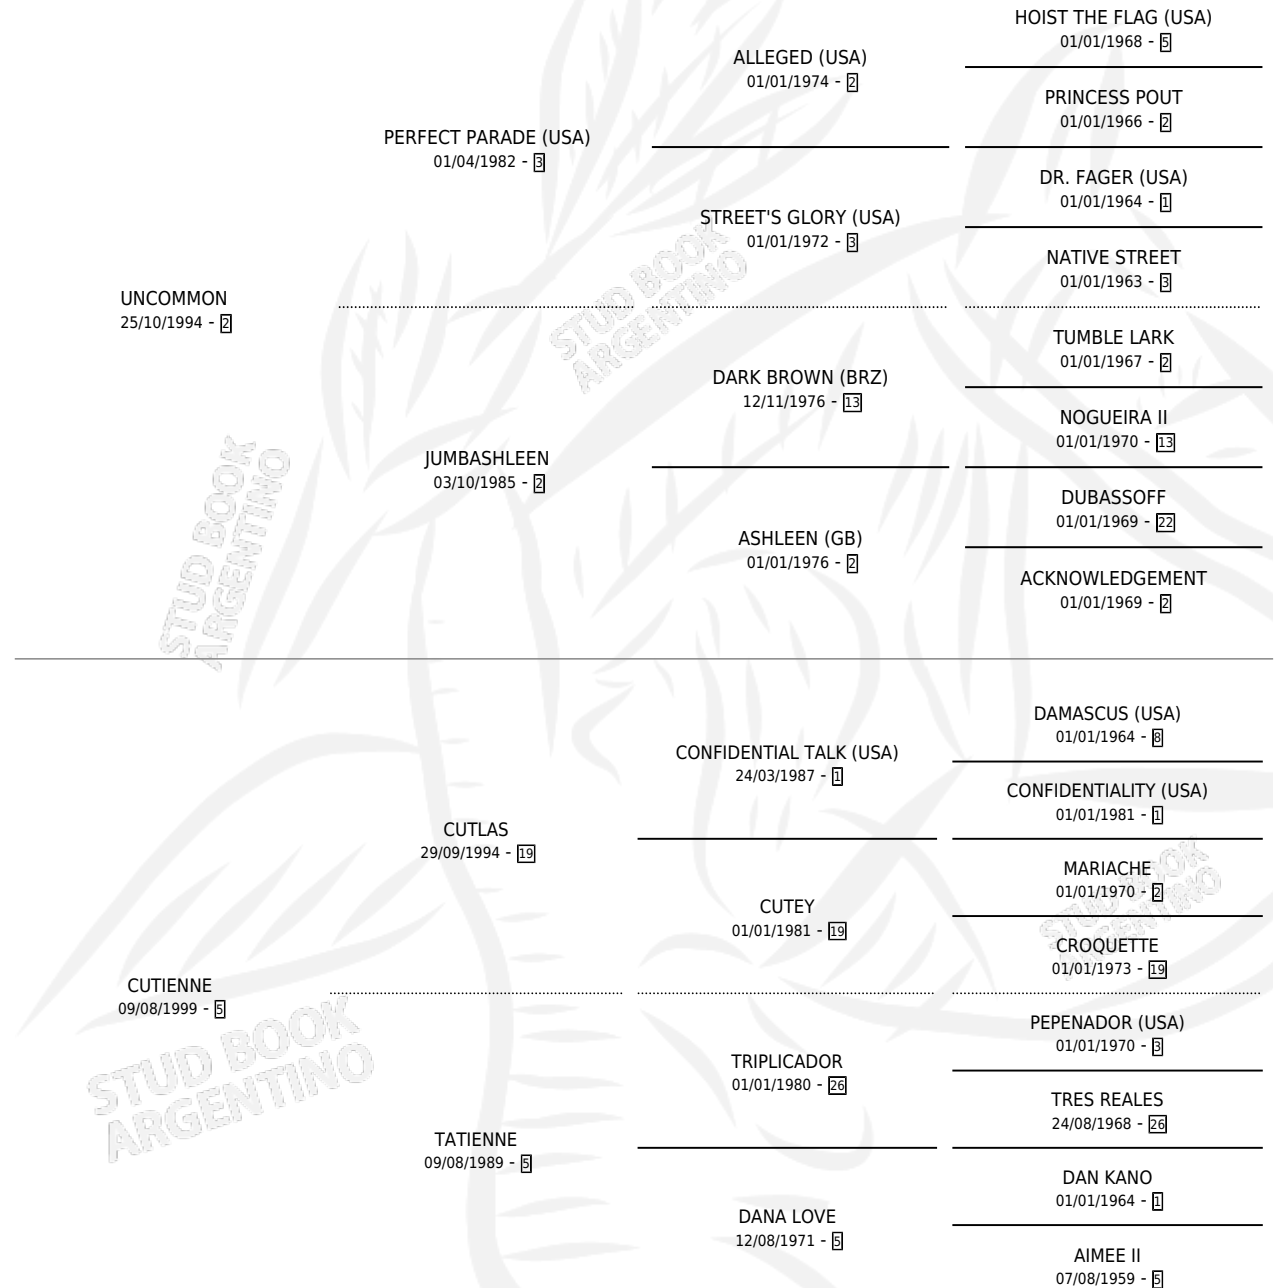 HOIST THE FLAG (USA)
01/01/1968 - 5
ALLEGED (USA)
01/01/1974 - 2
PRINCESS POUT
01/01/1966 - 2
PERFECT PARADE (USA)
01/04/1982 - 3
DR. FAGER (USA)
01/01/1964 - 1
STREET'S GLORY (USA)
01/01/1972 - 3
NATIVE STREET
01/01/1963 - 3
UNCOMMON
25/10/1994 - 2
TUMBLE LARK
01/01/1967 - 2
DARK BROWN (BRZ)
12/11/1976 - 13
NOGUEIRA II
01/01/1970 - 13
JUMBASHLEEN
03/10/1985 - 2
DUBASSOFF
01/01/1969 - 22
ASHLEEN (GB)
01/01/1976 - 2
ACKNOWLEDGEMENT
01/01/1969 - 2
STUD BOOK
ARGENTINO
STUD BOOK
ARGENTINO
DAMASCUS (USA)
01/01/1964 - 8
CONFIDENTIAL TALK (USA)
24/03/1987 - 1
CONFIDENTIALITY (USA)
01/01/1981 - 1
CUTLAS
29/09/1994 - 19
MARIACHE
01/01/1970 - 2
CUTEY
01/01/1981 - 19
CROQUETTE
01/01/1973 - 19
CUTIENNE
09/08/1999 - 5
PEPENADOR (USA)
01/01/1970 - 3
TRIPLICADOR
01/01/1980 - 26
TRES REALES
24/08/1968 - 26
TATIENNE
09/08/1989 - 5
DAN KANO
01/01/1964 - 1
DANA LOVE
12/08/1971 - 5
AIMEE II
07/08/1959 - 5
STUD BOOK
ARGENTINO
STUD BOOK
ARGENTINO